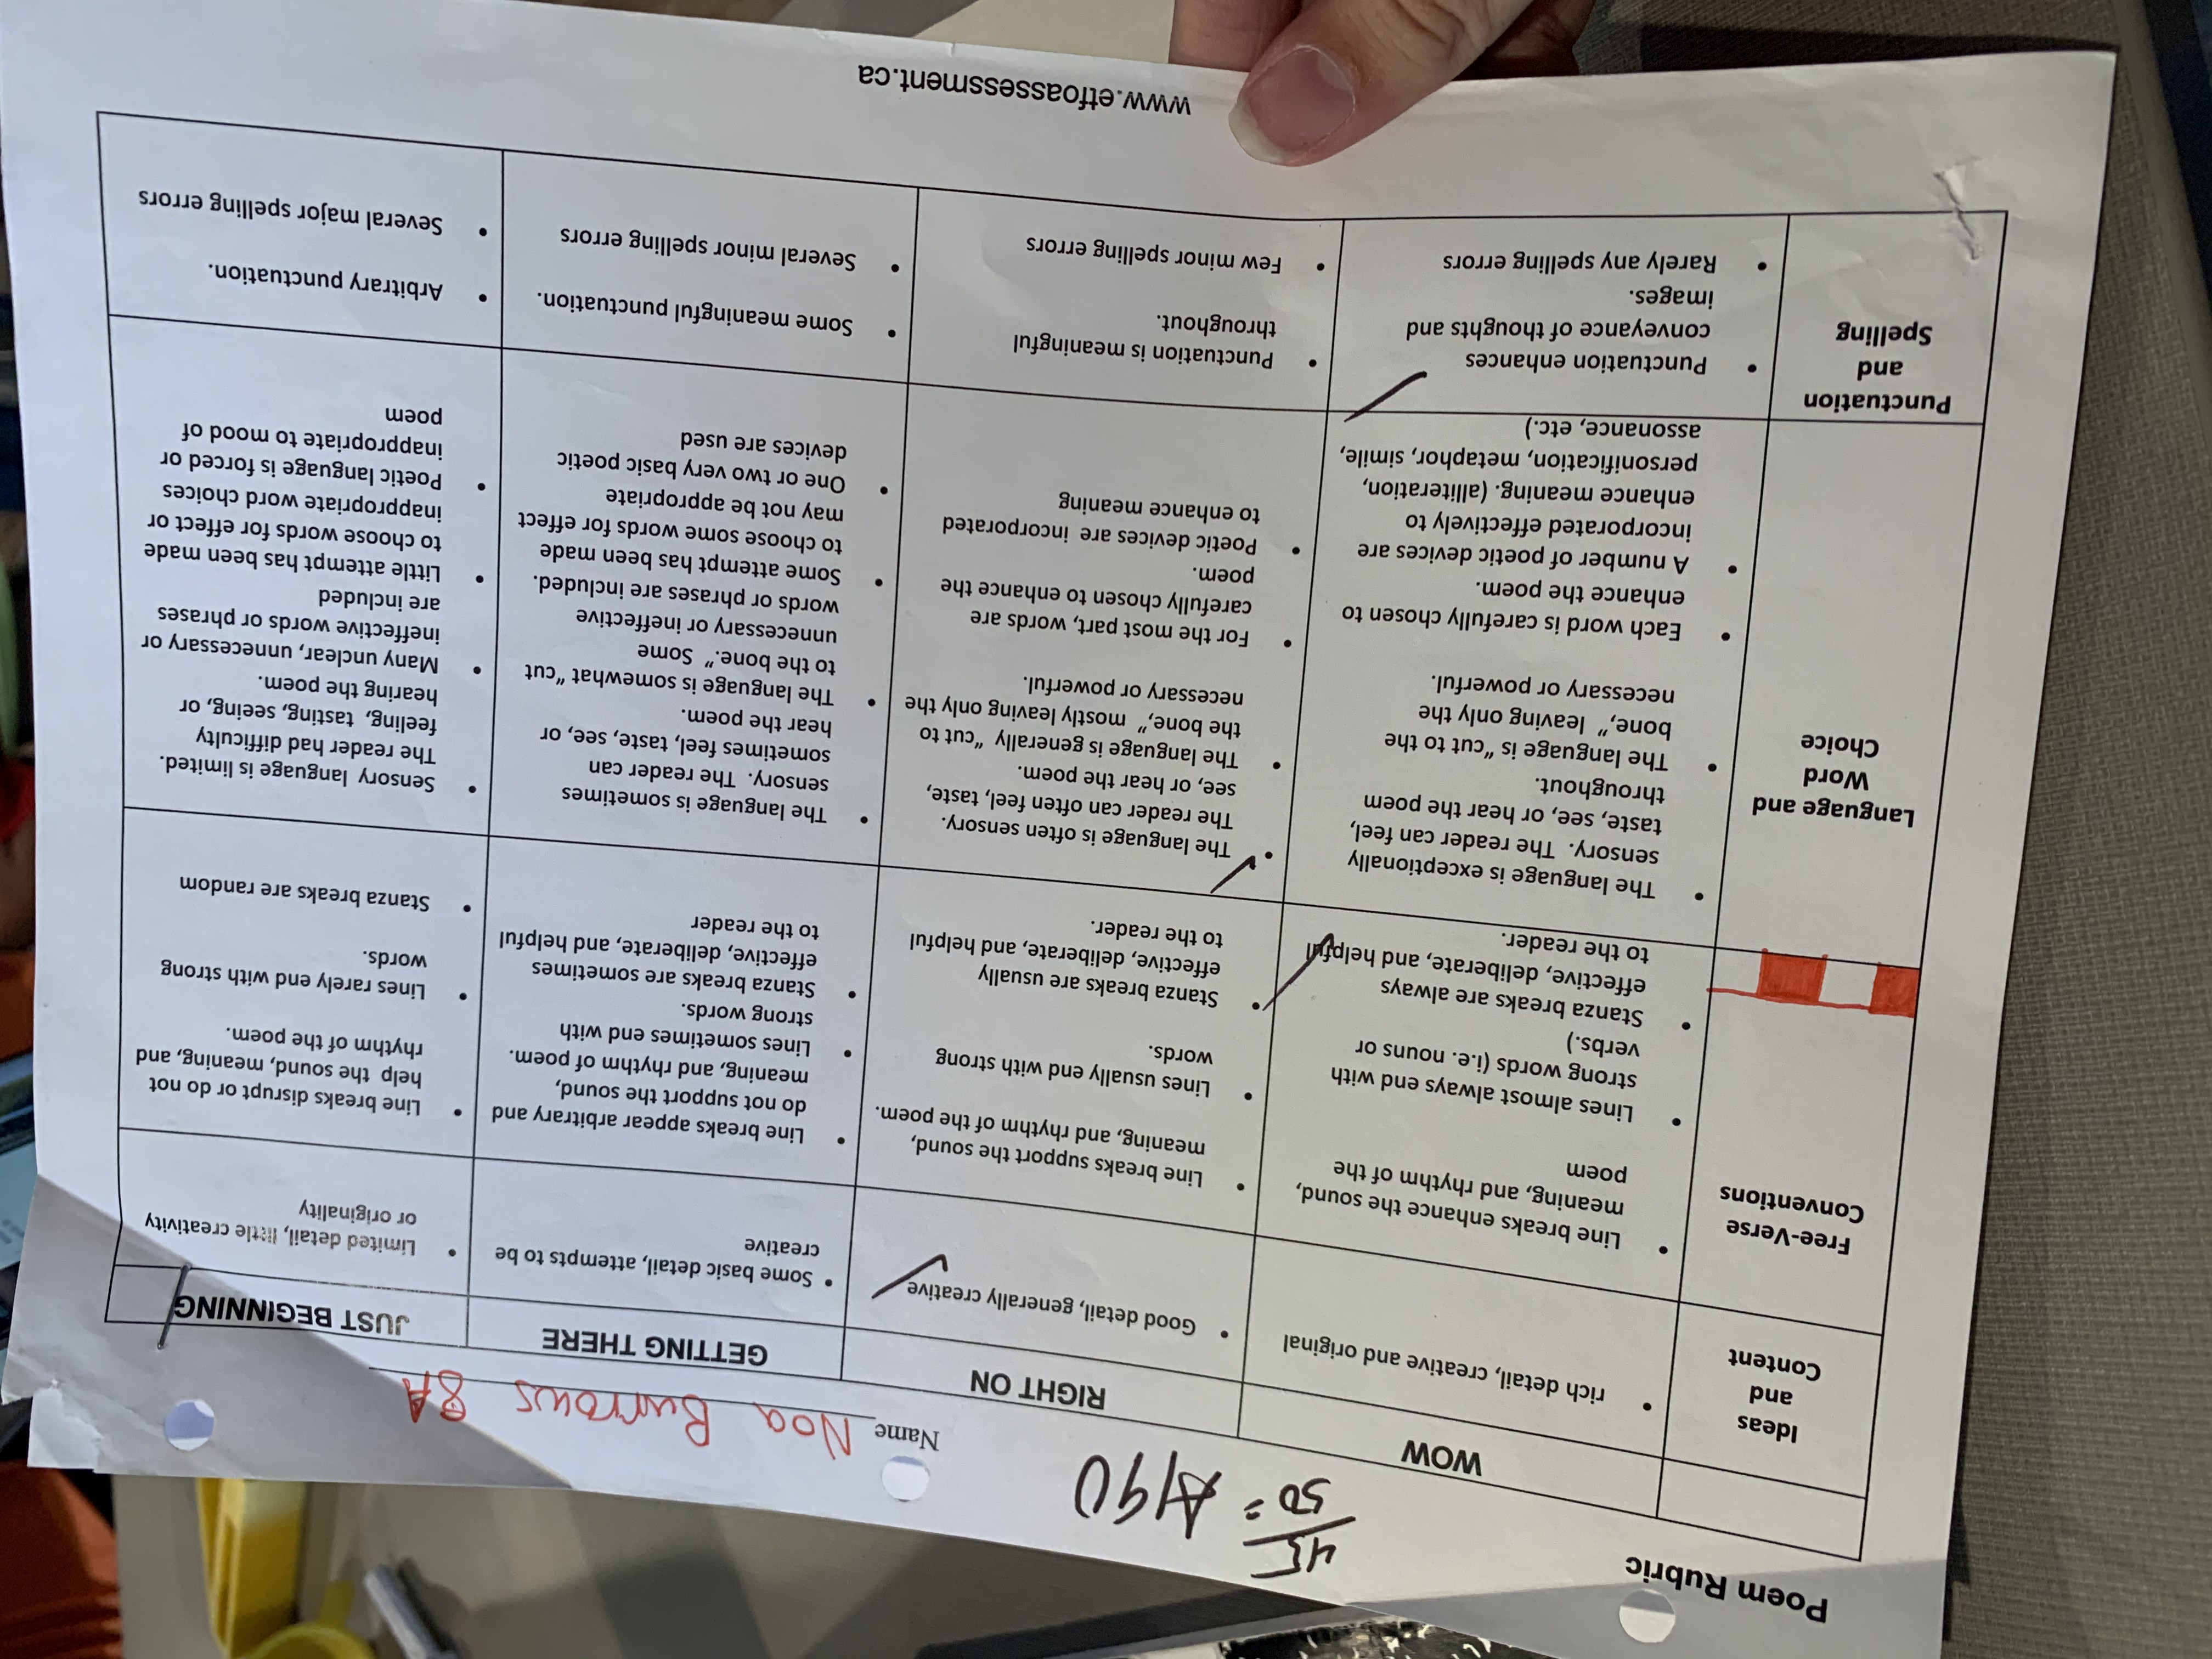 Poem Rubric
45
50 = A/90
Name Noa Burrows 8A
WOW
RIGHT ON
GETTING THERE
JUST BEGINNING
Ideas
and
Content
• rich detail, creative and original
• Good detail, generally creative
• Some basic detail, attempts to be
creative
• Limited detail, little creativity
or originality
Free-Verse
Conventions
• Line breaks enhance the sound,
meaning, and rhythm of the
poem
• Lines almost always end with
strong words (i.e. nouns or
verbs.)
• Stanza breaks are always
effective, deliberate, and helpful
to the reader.
• Line breaks support the sound,
meaning, and rhythm of the poem.
• Lines usually end with strong
words.
• Stanza breaks are usually
effective, deliberate, and helpful
to the reader.
• Line breaks appear arbitrary and
do not support the sound,
meaning, and rhythm of poem.
• Lines sometimes end with
strong words.
• Stanza breaks are sometimes
effective, deliberate, and helpful
to the reader
• Line breaks disrupt or do not
help the sound, meaning, and
rhythm of the poem.
• Lines rarely end with strong
words.
• Stanza breaks are random
Language and
Word
Choice
• The language is exceptionally
sensory. The reader can feel,
taste, see, or hear the poem
throughout.
• The language is “cut to the
bone,” leaving only the
necessary or powerful.
• Each word is carefully chosen to
enhance the poem.
• A number of poetic devices are
incorporated effectively to
enhance meaning. (alliteration,
personification, metaphor, simile,
assonance, etc.)
• The language is often sensory.
The reader can often feel, taste,
see, or hear the poem.
• The language is generally “cut to
the bone,” mostly leaving only the
necessary or powerful.
• For the most part, words are
carefully chosen to enhance the
poem.
• Poetic devices are incorporated
to enhance meaning
• The language is sometimes
sensory. The reader can
sometimes feel, taste, see, or
hear the poem.
• The language is somewhat “cut
to the bone.” Some
unnecessary or ineffective
words or phrases are included.
• Some attempt has been made
to choose some words for effect
may not be appropriate
• One or two very basic poetic
devices are used
• Sensory language is limited.
The reader had difficulty
feeling, tasting, seeing, or
hearing the poem.
• Many unclear, unnecessary or
ineffective words or phrases
are included
• Little attempt has been made
to choose words for effect or
inappropriate word choices
• Poetic language is forced or
inappropriate to mood of
poem
Punctuation
and
Spelling
• Punctuation enhances
conveyance of thoughts and
images.
• Rarely any spelling errors
• Punctuation is meaningful
throughout.
• Few minor spelling errors
• Some meaningful punctuation.
• Several minor spelling errors
• Arbitrary punctuation.
• Several major spelling errors
www.etfoassessment.ca